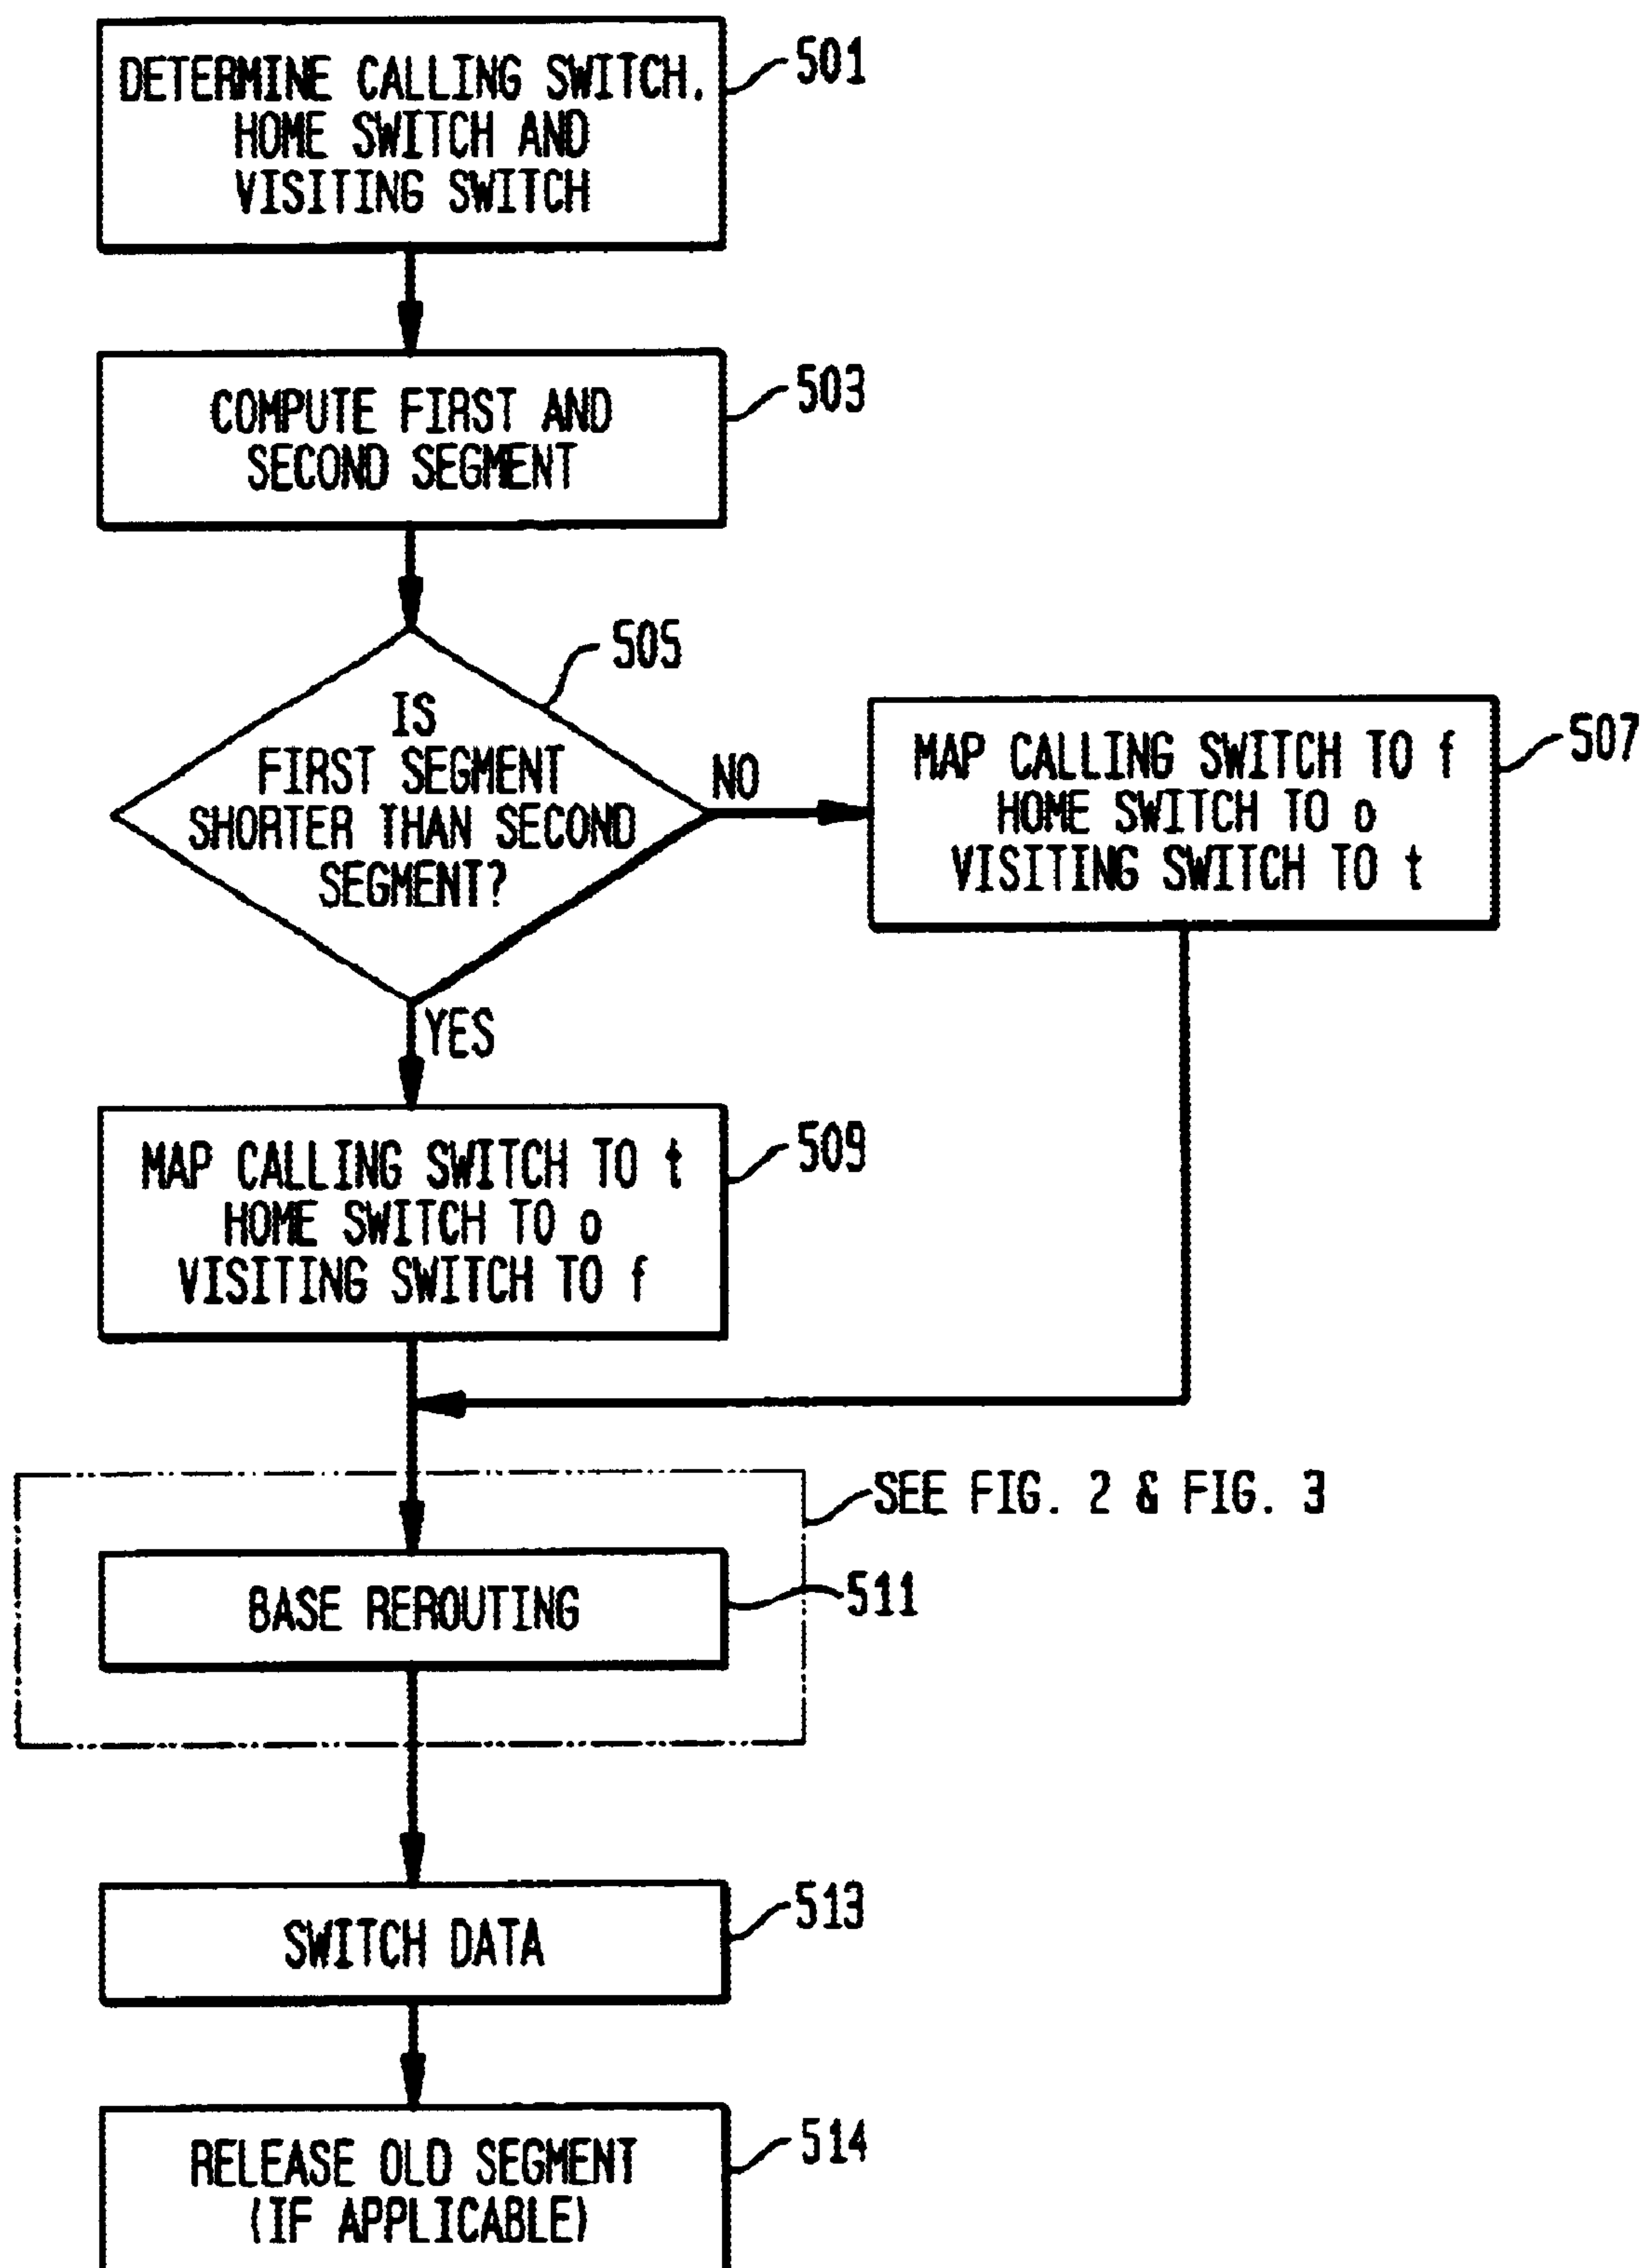 DETERMINE CALLING SWITCH,
HOME SWITCH AND
VISITING SWITCH
501
COMPUTE FIRST AND
SECOND SEGMENT
503
505
IS
FIRST SEGMENT
SHORTER THAN SECOND
SEGMENT?
NO
MAP CALLING SWITCH TO f
HOME SWITCH TO o
VISITING SWITCH TO t
507
YES
MAP CALLING SWITCH TO t
HOME SWITCH TO o
VISITING SWITCH TO f
509
SEE FIG. 2 & FIG. 3
BASE REROUTING
511
SWITCH DATA
513
RELEASE OLD SEGMENT
(IF APPLICABLE)
514